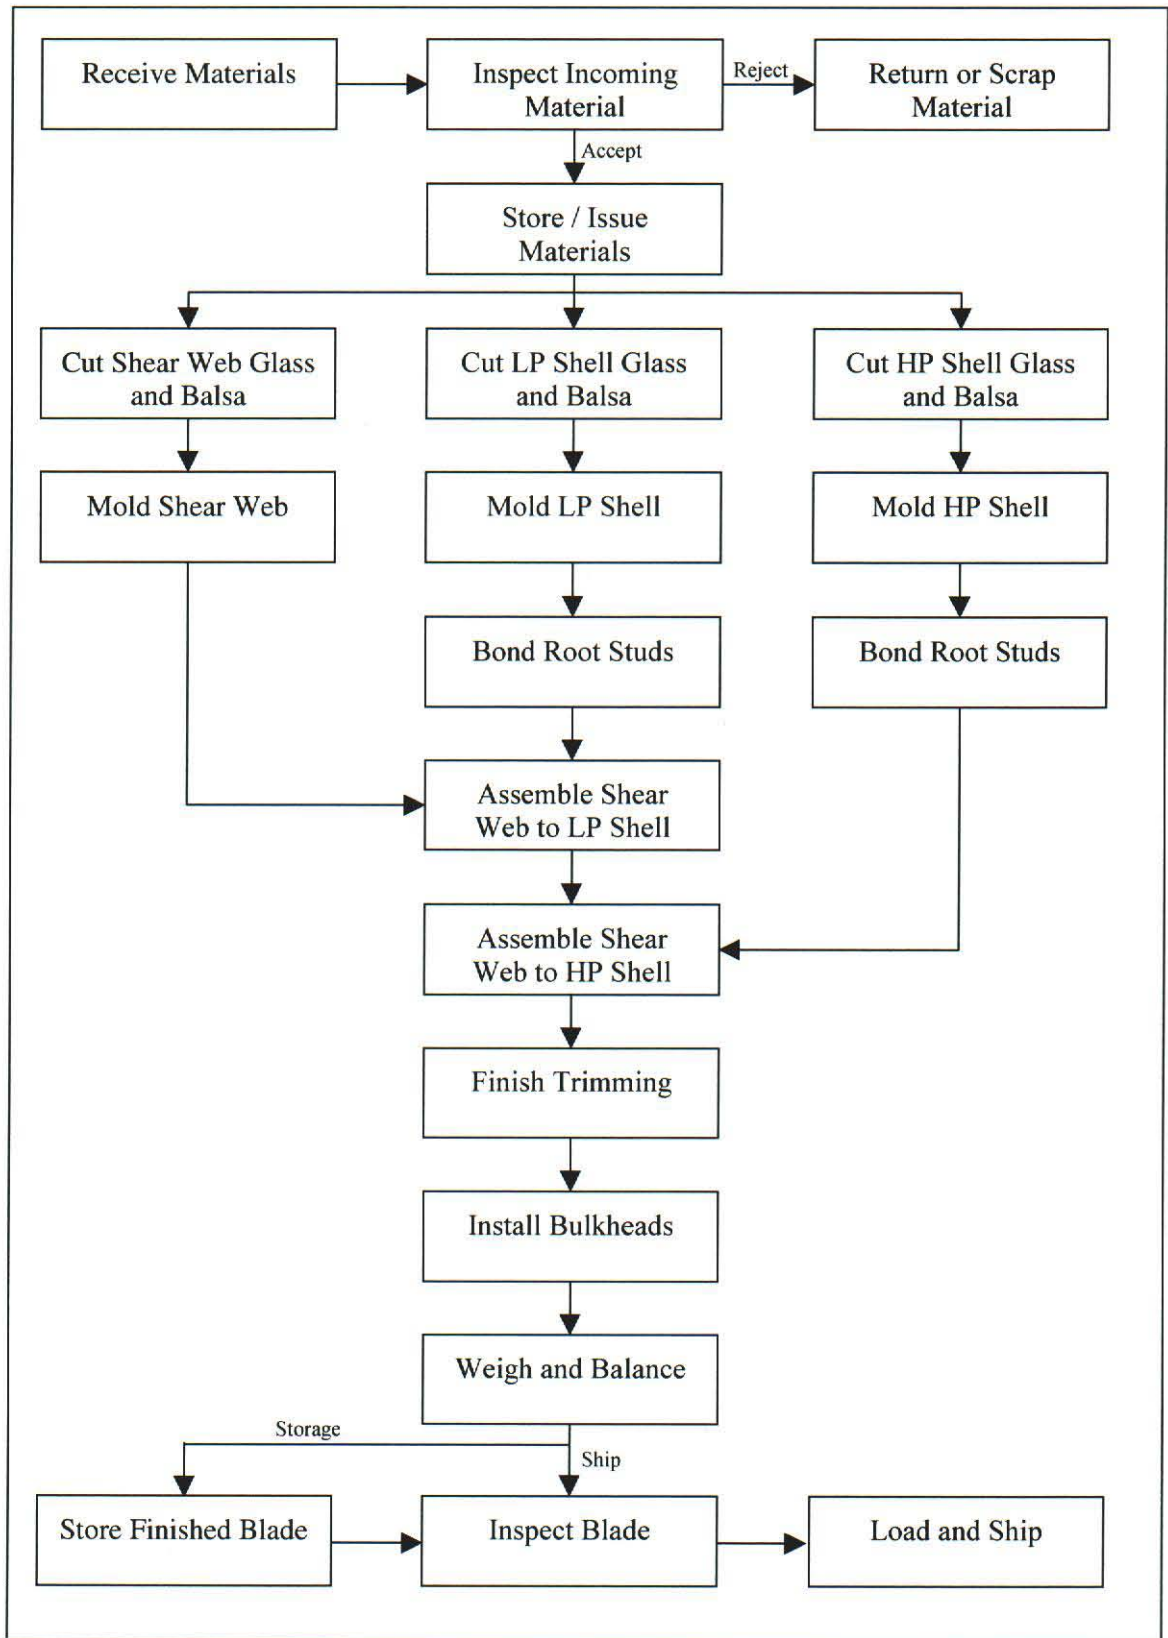 Receive Materials
Inspect Incoming
Material
Reject
Return or Scrap
Material
Accept
Store / Issue
Materials
Cut Shear Web Glass
and Balsa
Cut LP Shell Glass
and Balsa
Cut HP Shell Glass
and Balsa
Mold Shear Web
Mold LP Shell
Mold HP Shell
Bond Root Studs
Bond Root Studs
Assemble Shear
Web to LP Shell
Assemble Shear
Web to HP Shell
Finish Trimming
Install Bulkheads
Weigh and Balance
Storage
Ship
Store Finished Blade
Inspect Blade
Load and Ship